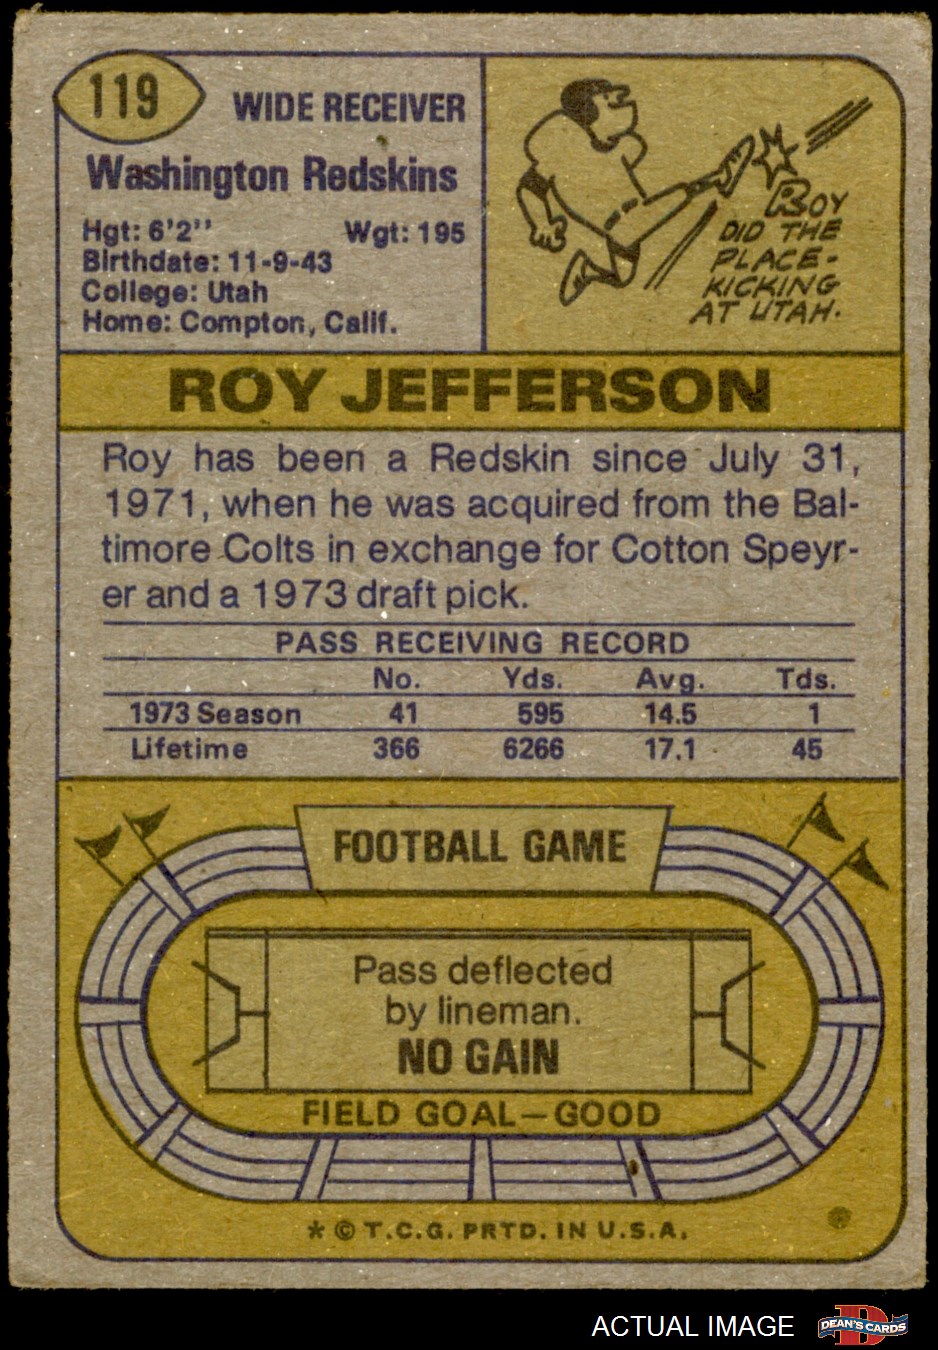 119
WIDE RECEIVER
Washington Redskins
Hgt: 6'2'' Wgt: 195
Birthdate: 11-9-43
College: Utah
Home: Compton, Calif.
ROY
DID THE
PLACE-
KICKING
AT UTAH.
ROY JEFFERSON
Roy has been a Redskin since July 31,
1971, when he was acquired from the Bal-
timore Colts in exchange for Cotton Speyr-
er and a 1973 draft pick.
PASS RECEIVING RECORD
No. Yds. Avg. Tds.
1973 Season 41 595 14.5 1
Lifetime 366 6266 17.1 45
FOOTBALL GAME
Pass deflected
by lineman.
NO GAIN
FIELD GOAL—GOOD
* © T.C.G. PRTD. IN U.S.A.
ACTUAL IMAGE
DEAN'S CARDS